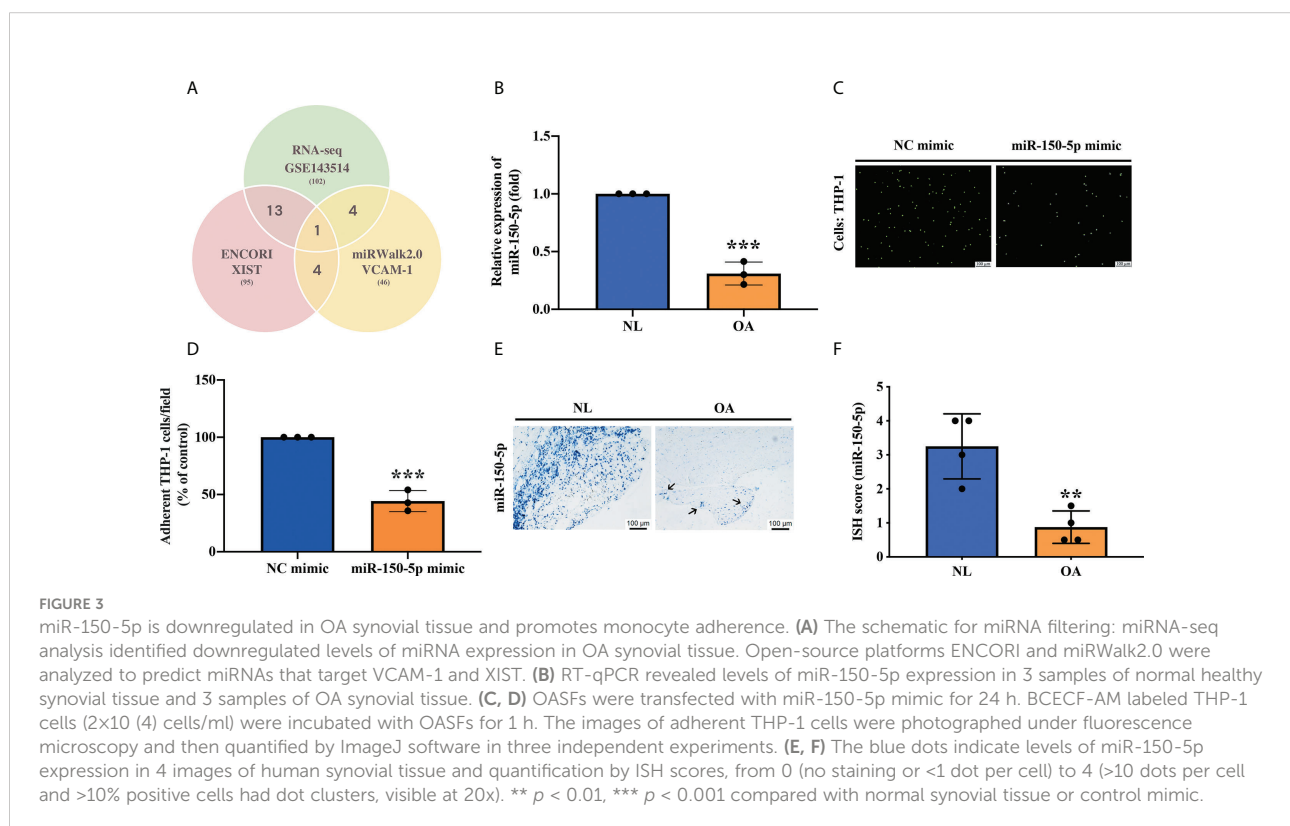 A
RNA-seq
GSE143514
(102)
13
4
1
ENCORI
XIST
(95)
4
miRWalk2.0
VCAM-1
(46)
B
Relative expression of
miR-150-5p (fold)
1.5
1.0
0.5
0.0
***
NL
OA
C
NC mimic
miR-150-5p mimic
Cells: THP-1
100 μm
100 μm
D
Adherent THP-1 cells/field
(% of control)
150
100
50
0
***
NC mimic
miR-150-5p mimic
E
NL
OA
miR-150-5p
100 μm
100 μm
F
ISH score (miR-150-5p)
5
4
3
2
1
0
**
NL
OA
FIGURE 3
miR-150-5p is downregulated in OA synovial tissue and promotes monocyte adherence. (A) The schematic for miRNA filtering: miRNA-seq
analysis identified downregulated levels of miRNA expression in OA synovial tissue. Open-source platforms ENCORI and miRWalk2.0 were
analyzed to predict miRNAs that target VCAM-1 and XIST. (B) RT-qPCR revealed levels of miR-150-5p expression in 3 samples of normal healthy
synovial tissue and 3 samples of OA synovial tissue. (C, D) OASFs were transfected with miR-150-5p mimic for 24 h. BCECF-AM labeled THP-1
cells (2×10 (4) cells/ml) were incubated with OASFs for 1 h. The images of adherent THP-1 cells were photographed under fluorescence
microscopy and then quantified by ImageJ software in three independent experiments. (E, F) The blue dots indicate levels of miR-150-5p
expression in 4 images of human synovial tissue and quantification by ISH scores, from 0 (no staining or <1 dot per cell) to 4 (>10 dots per cell
and >10% positive cells had dot clusters, visible at 20x). ** p < 0.01, *** p < 0.001 compared with normal synovial tissue or control mimic.